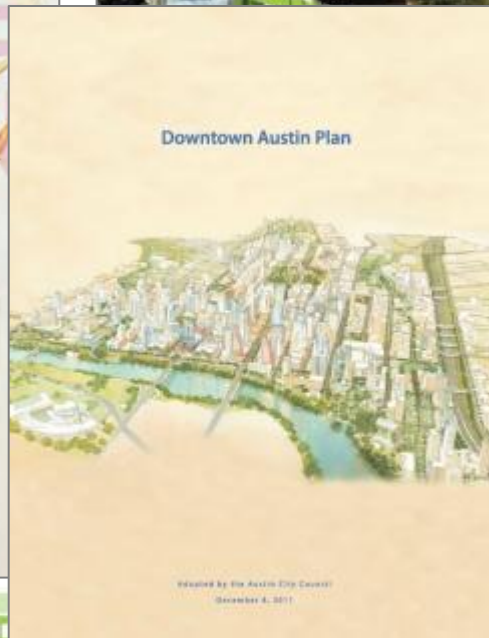 Downtown Austin Plan
Adopted by the Austin City Council
December 8, 2011